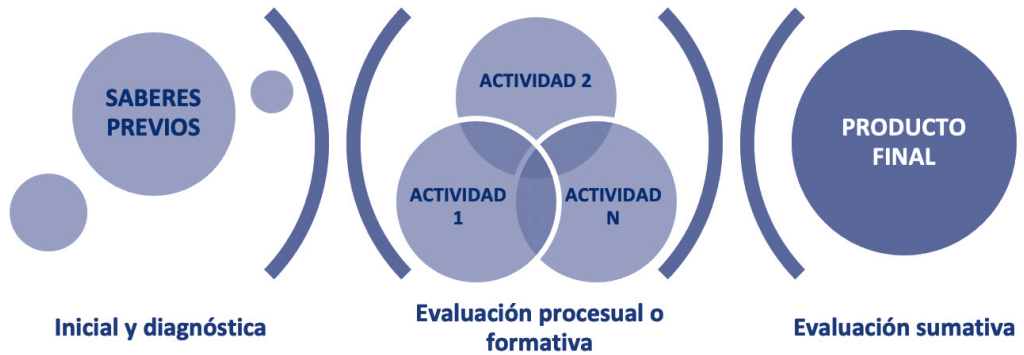 SABERES
PREVIOS
ACTIVIDAD 2
ACTIVIDAD
1
ACTIVIDAD
N
PRODUCTO
FINAL
Inicial y diagnóstica
Evaluación procesual o
formativa
Evaluación sumativa